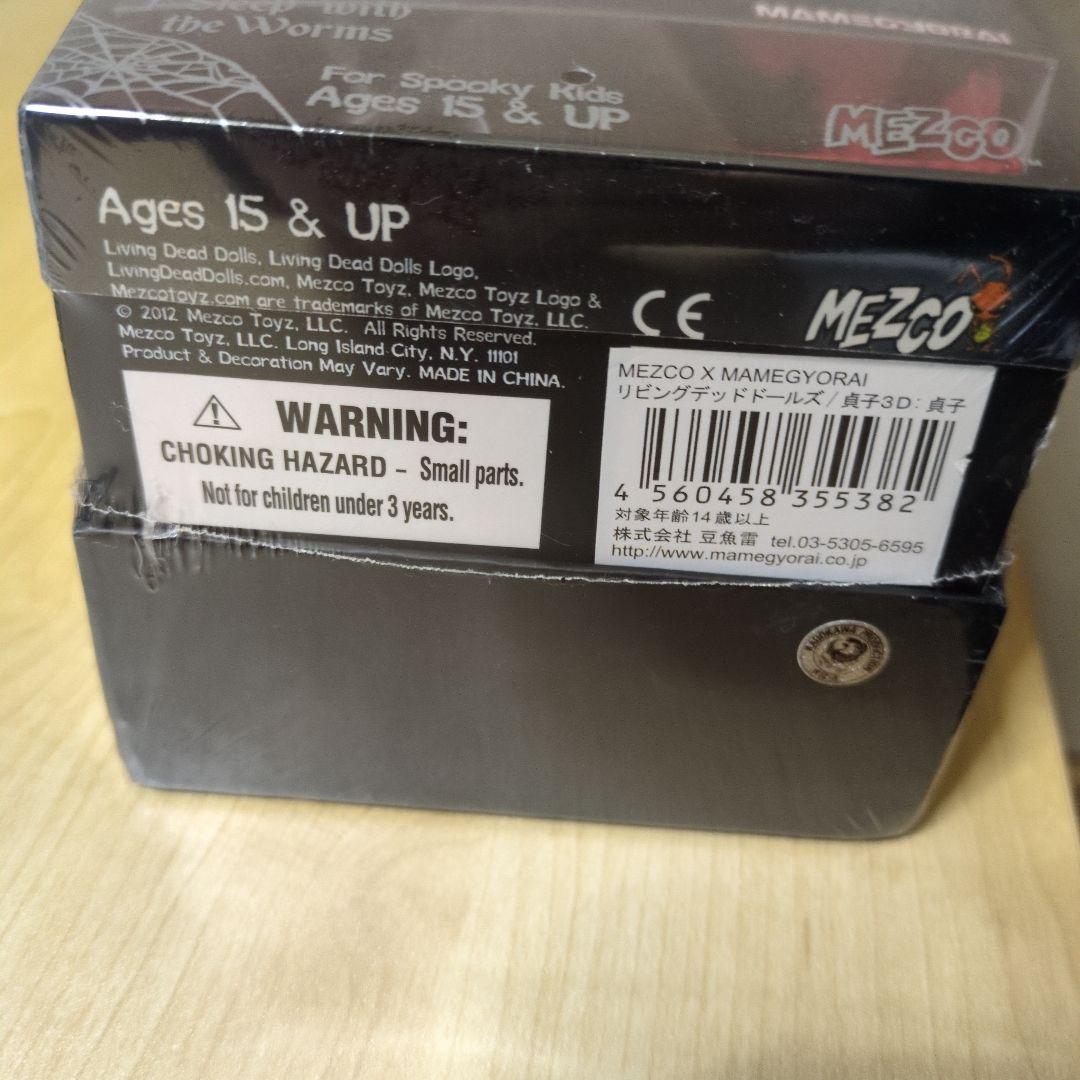 Sleep with
the Worms
MAMEGYORAI
For Spooky Kids
Ages 15 & UP
MEZCO
Ages 15 & UP
Living Dead Dolls, Living Dead Dolls Logo,
LivingDeadDolls.com, Mezco Toyz, Mezco Toyz Logo &
Mezcotoyz.com are trademarks of Mezco Toyz, LLC.
© 2012 Mezco Toyz, LLC. All Rights Reserved.
Mezco Toyz, LLC. Long Island City, N.Y. 11101
Product & Decoration May Vary. MADE IN CHINA.
CE
MEZCO
WARNING:
CHOKING HAZARD – Small parts.
Not for children under 3 years.
MEZCO X MAMEGYORAI
リビングデッドドールズ/貞子3D:貞子
4 560458 355382
対象年齢14歳以上
株式会社 豆魚雷 tel.03-5305-6595
http://www.mamegyorai.co.jp
KADOKAWA